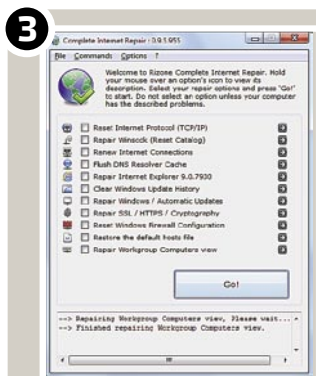 3
Complete Internet Repair : 0.9.1.955
File Commands Options ?
Welcome to Rizone Complete Internet Repair. Hold
your mouse over an option's icon to view its
description. Select your repair options and press "Go!"
to start. Do not select an option unless your computer
has the described problems.
Reset Internet Protocol (TCP/IP)
Repair Winsock (Reset Catalog)
Renew Internet Connections
Flush DNS Resolver Cache
Repair Internet Explorer 9.0.7930
Clear Windows Update History
Repair Windows / Automatic Updates
Repair SSL / HTTPS / Cryptography
Reset Windows Firewall Configuration
Restore the default hosts file
Repair Workgroup Computers view
Go!
--> Repairing Workgroup Computers view, Please wait...
--> Finished repairing Workgroup Computers view.